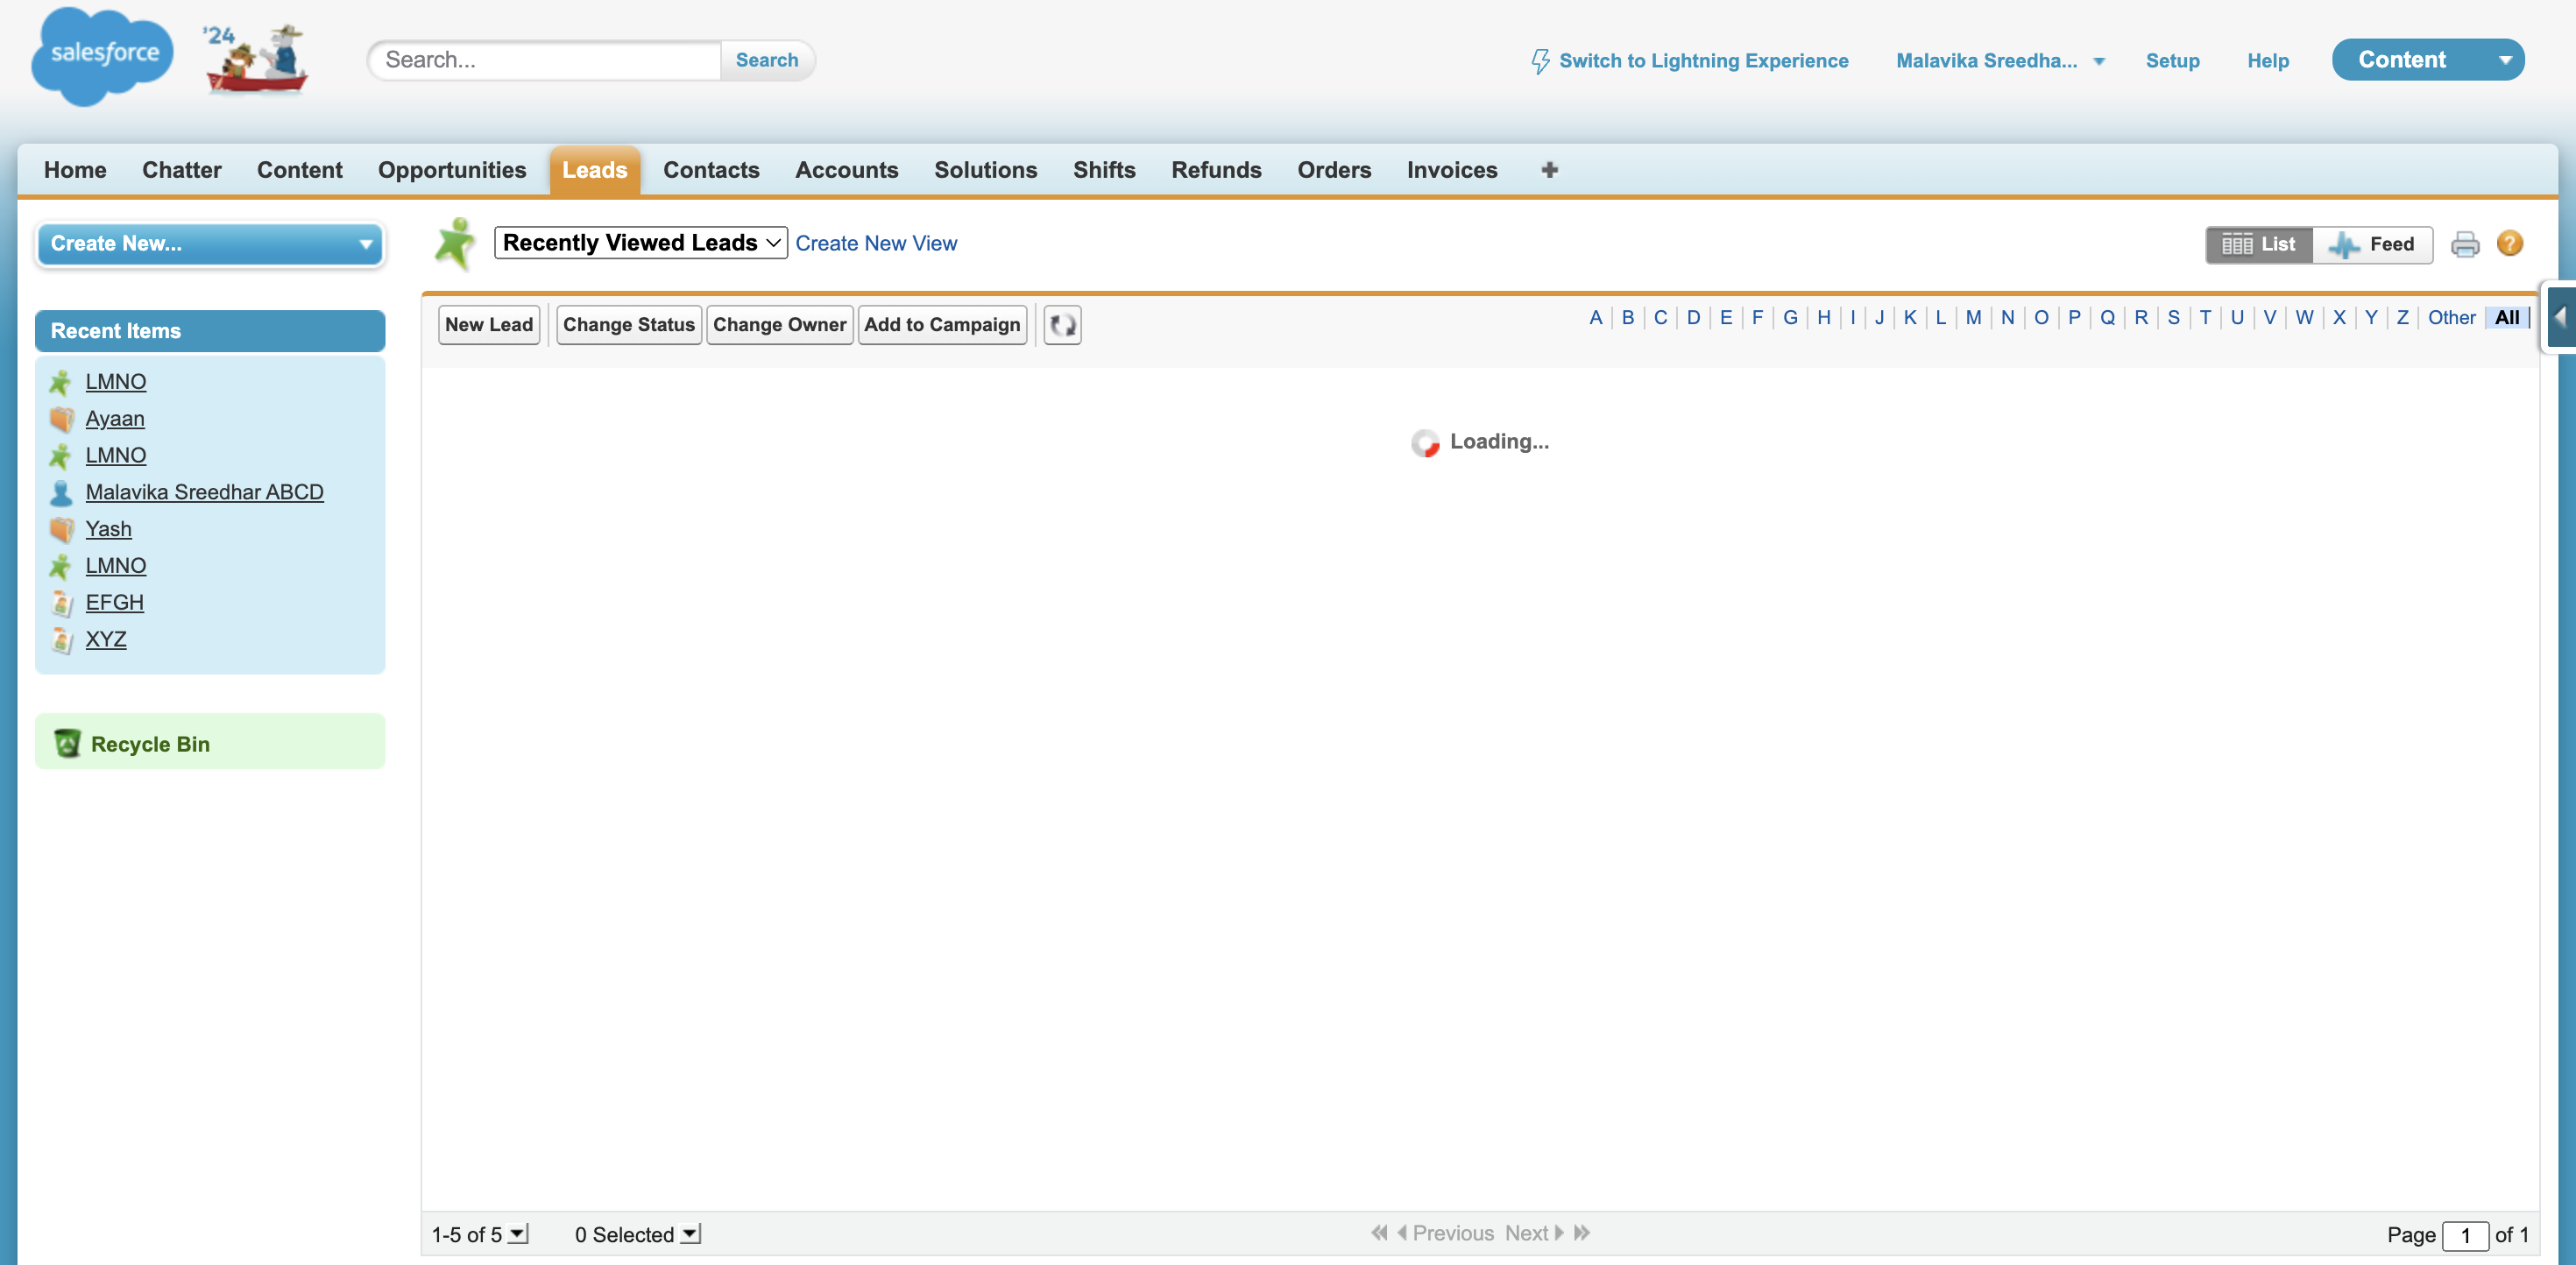 salesforce
'24
Search...
Search
Switch to Lightning Experience
Malavika Sreedha...
Setup
Help
Content
Home
Chatter
Content
Opportunities
Leads
Contacts
Accounts
Solutions
Shifts
Refunds
Orders
Invoices
+
Create New...
Recently Viewed Leads
Create New View
List
Feed
?
Recent Items
LMNO
Ayaan
LMNO
Malavika Sreedhar ABCD
Yash
LMNO
EFGH
XYZ
Recycle Bin
New Lead
Change Status
Change Owner
Add to Campaign
A | B | C | D | E | F | G | H | I | J | K | L | M | N | O | P | Q | R | S | T | U | V | W | X | Y | Z | Other | All
Loading...
1-5 of 5
0 Selected
Previous
Next
Page 1 of 1